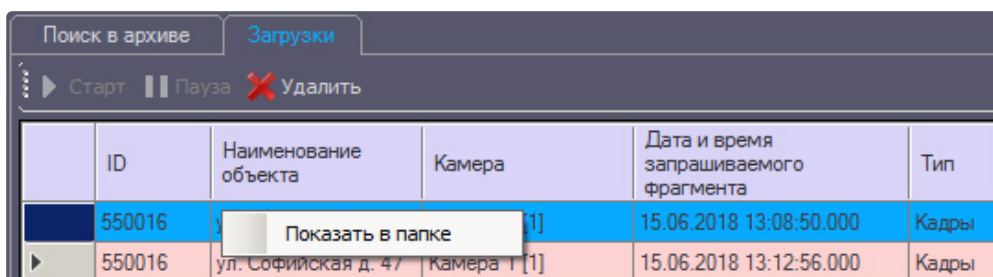 Поиск в архиве Загрузки
Старт Пауза Удалить
ID Наименование объекта Камера Дата и время запрашиваемого фрагмента Тип
550016 [1] 15.06.2018 13:08:50.000 Кадры
Показать в папке
550016 ул. Софийская д. 47 Камера 1 [1] 15.06.2018 13:12:56.000 Кадры